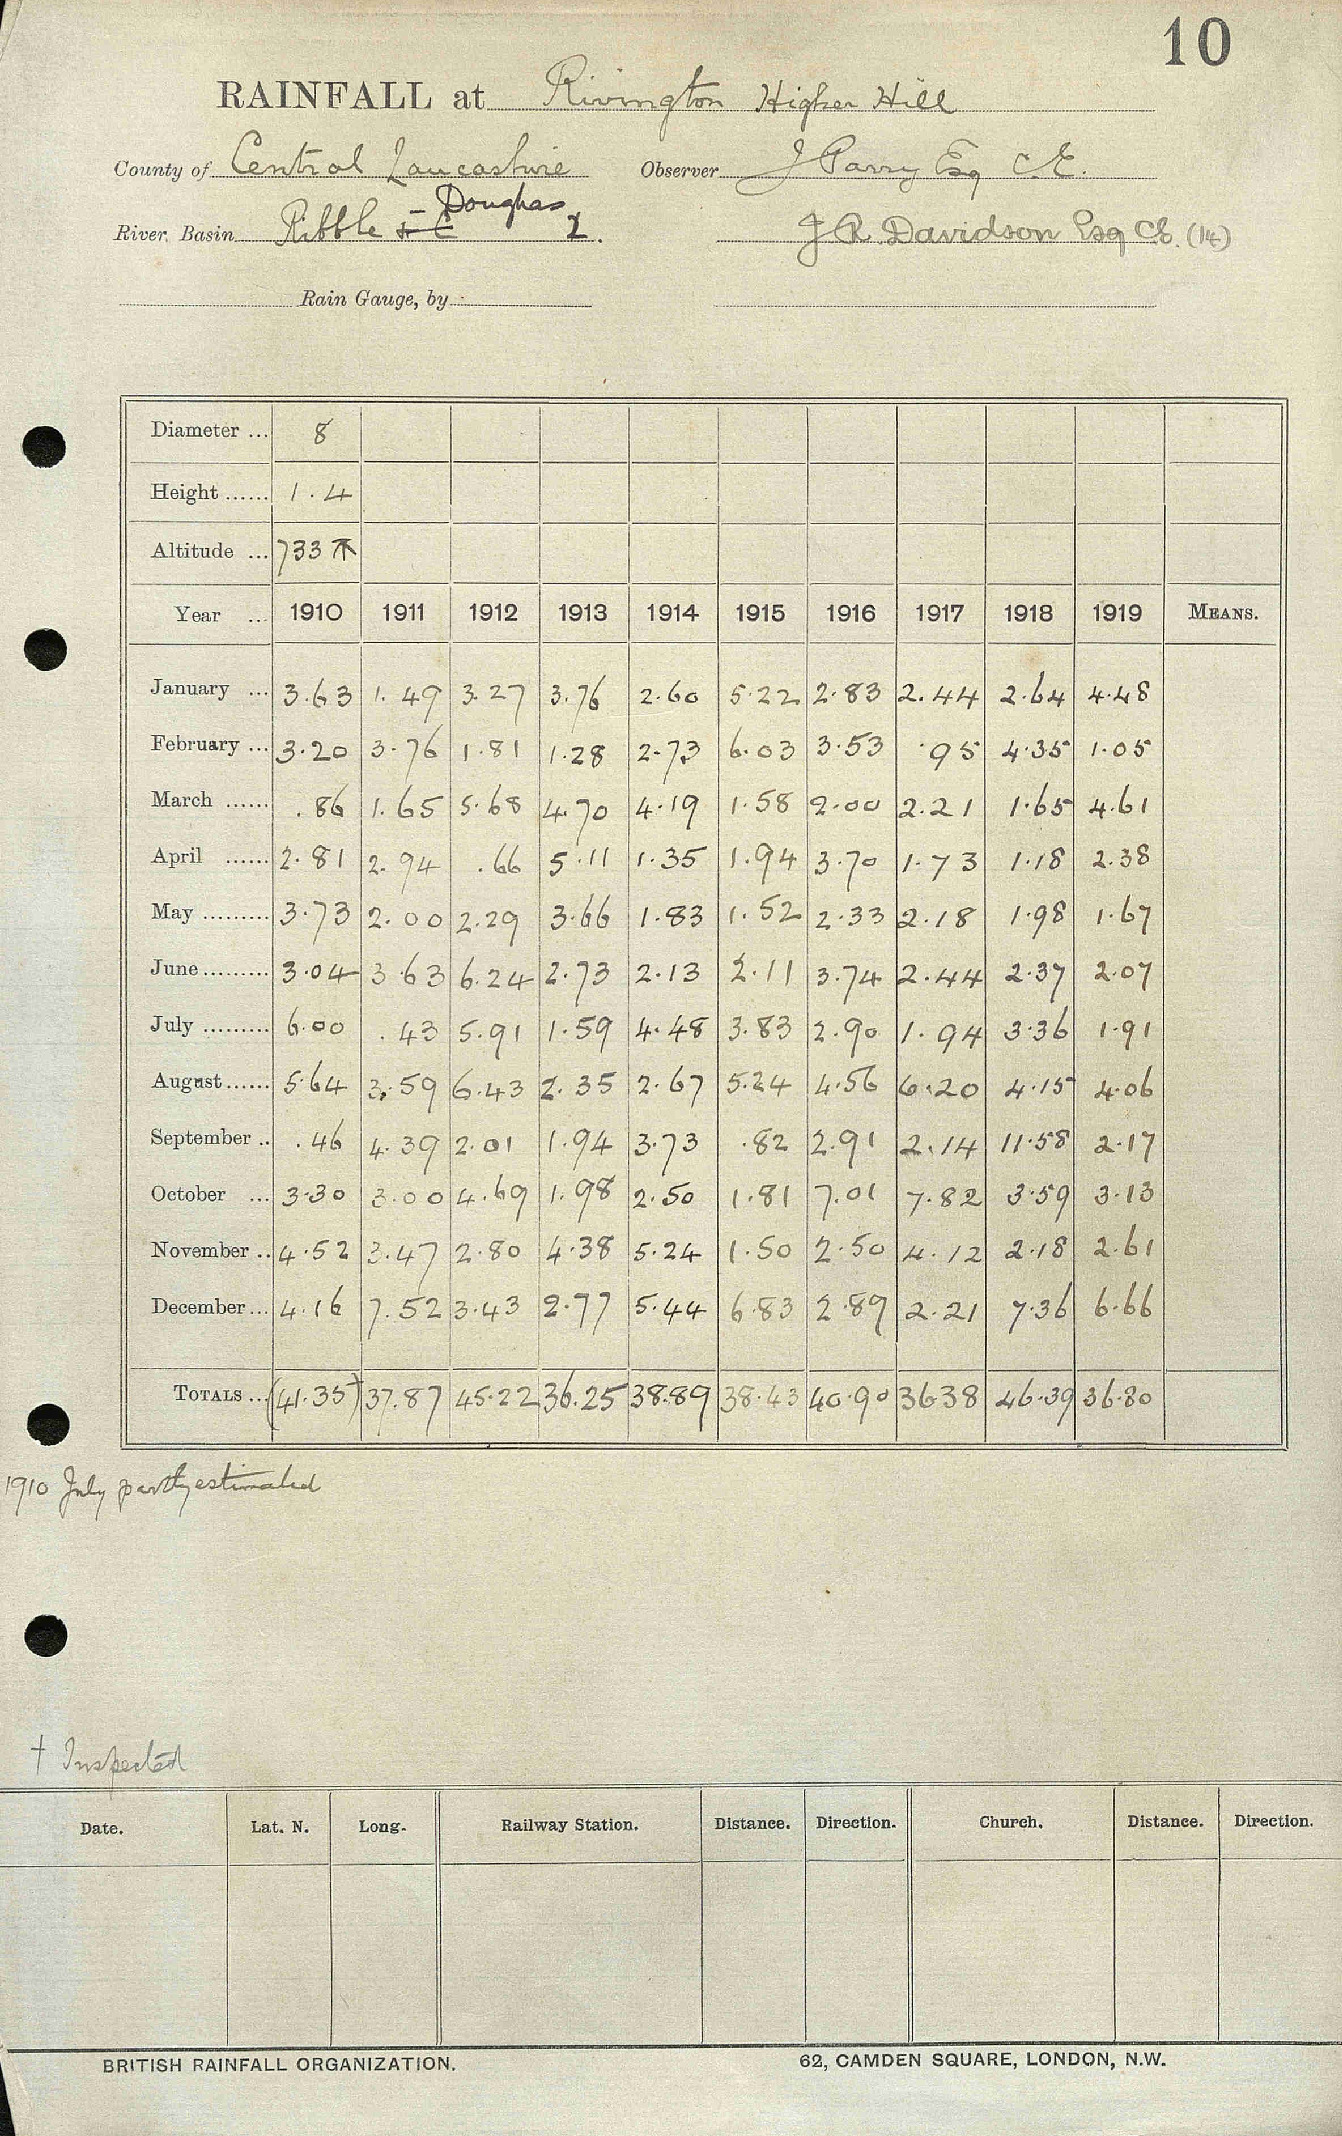 10
RAINFALL at Rivington Higher Hill
County of Central Lancashire Observer J Parry Esq C.E.
Douglas
River Basin Ribble 2. J R Davidson Esq CE. (14)
Rain Gauge, by
Diameter ... 8
Height ...... 1.4
Altitude ... 733
Year ... 1910 1911 1912 1913 1914 1915 1916 1917 1918 1919 MEANS.
January ... 3.63 1.49 3.27 3.76 2.60 5.22 2.83 2.44 2.64 4.48
February ... 3.20 3.76 1.81 1.28 2.73 6.03 3.53 .95 4.35 1.05
March ...... .86 1.65 5.68 4.70 4.19 1.58 2.00 2.21 1.65 4.61
April ...... 2.81 2.94 .66 5.11 1.35 1.94 3.70 1.73 1.18 2.38
May ......... 3.73 2.00 2.29 3.66 1.83 1.52 2.33 2.18 1.98 1.67
June ......... 3.04 3.63 6.24 2.73 2.13 2.11 3.74 2.44 2.37 2.07
July ......... 6.00 .43 5.91 1.59 4.48 3.83 2.90 1.94 3.36 1.91
August ...... 5.64 3.59 6.43 2.35 2.67 5.24 4.56 6.20 4.15 4.06
September .. .46 4.39 2.01 1.94 3.73 .82 2.91 2.14 11.58 2.17
October ... 3.30 3.00 4.69 1.98 2.50 1.81 7.01 7.82 3.59 3.13
November .. 4.52 3.47 2.80 4.38 5.24 1.50 2.50 4.12 2.18 2.61
December ... 4.16 7.52 3.43 2.77 5.44 6.83 2.89 2.21 7.36 6.66
TOTALS ... (41.35)† 37.87 45.22 36.25 38.89 38.43 40.90 36.38 46.39 36.80
1910 July partly estimated
† Inspected
Date. Lat. N. Long. Railway Station. Distance. Direction. Church. Distance. Direction.
BRITISH RAINFALL ORGANIZATION. 62, CAMDEN SQUARE, LONDON, N.W.